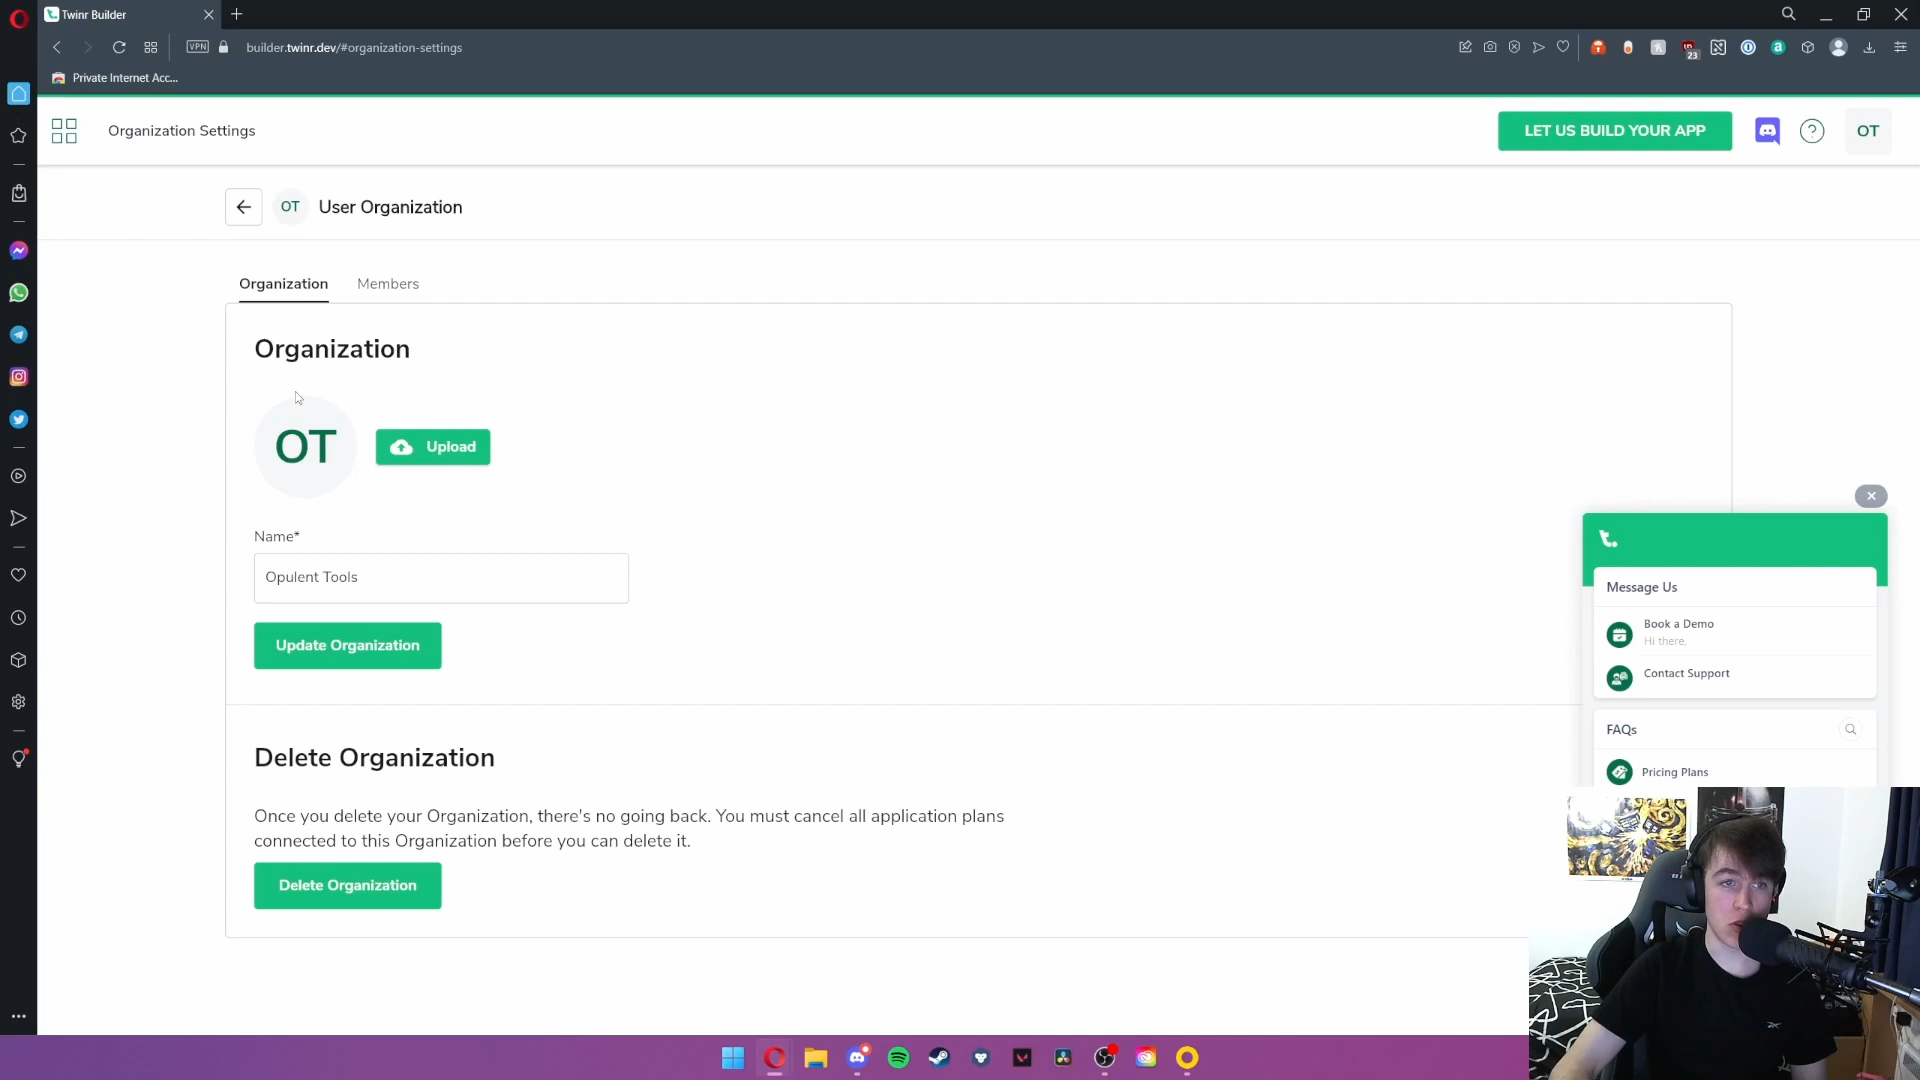 Twinr Builder
VPN
builder.twinr.dev/#organization-settings
23
Private Internet Acc...
Organization Settings
LET US BUILD YOUR APP
OT
OT
User Organization
Organization
Members
Organization
OT
Upload
Name*
Opulent Tools
Update Organization
Delete Organization
Once you delete your Organization, there's no going back. You must cancel all application plans
connected to this Organization before you can delete it.
Delete Organization
t.
Message Us
Book a Demo
Hi there,
Contact Support
FAQs
Pricing Plans